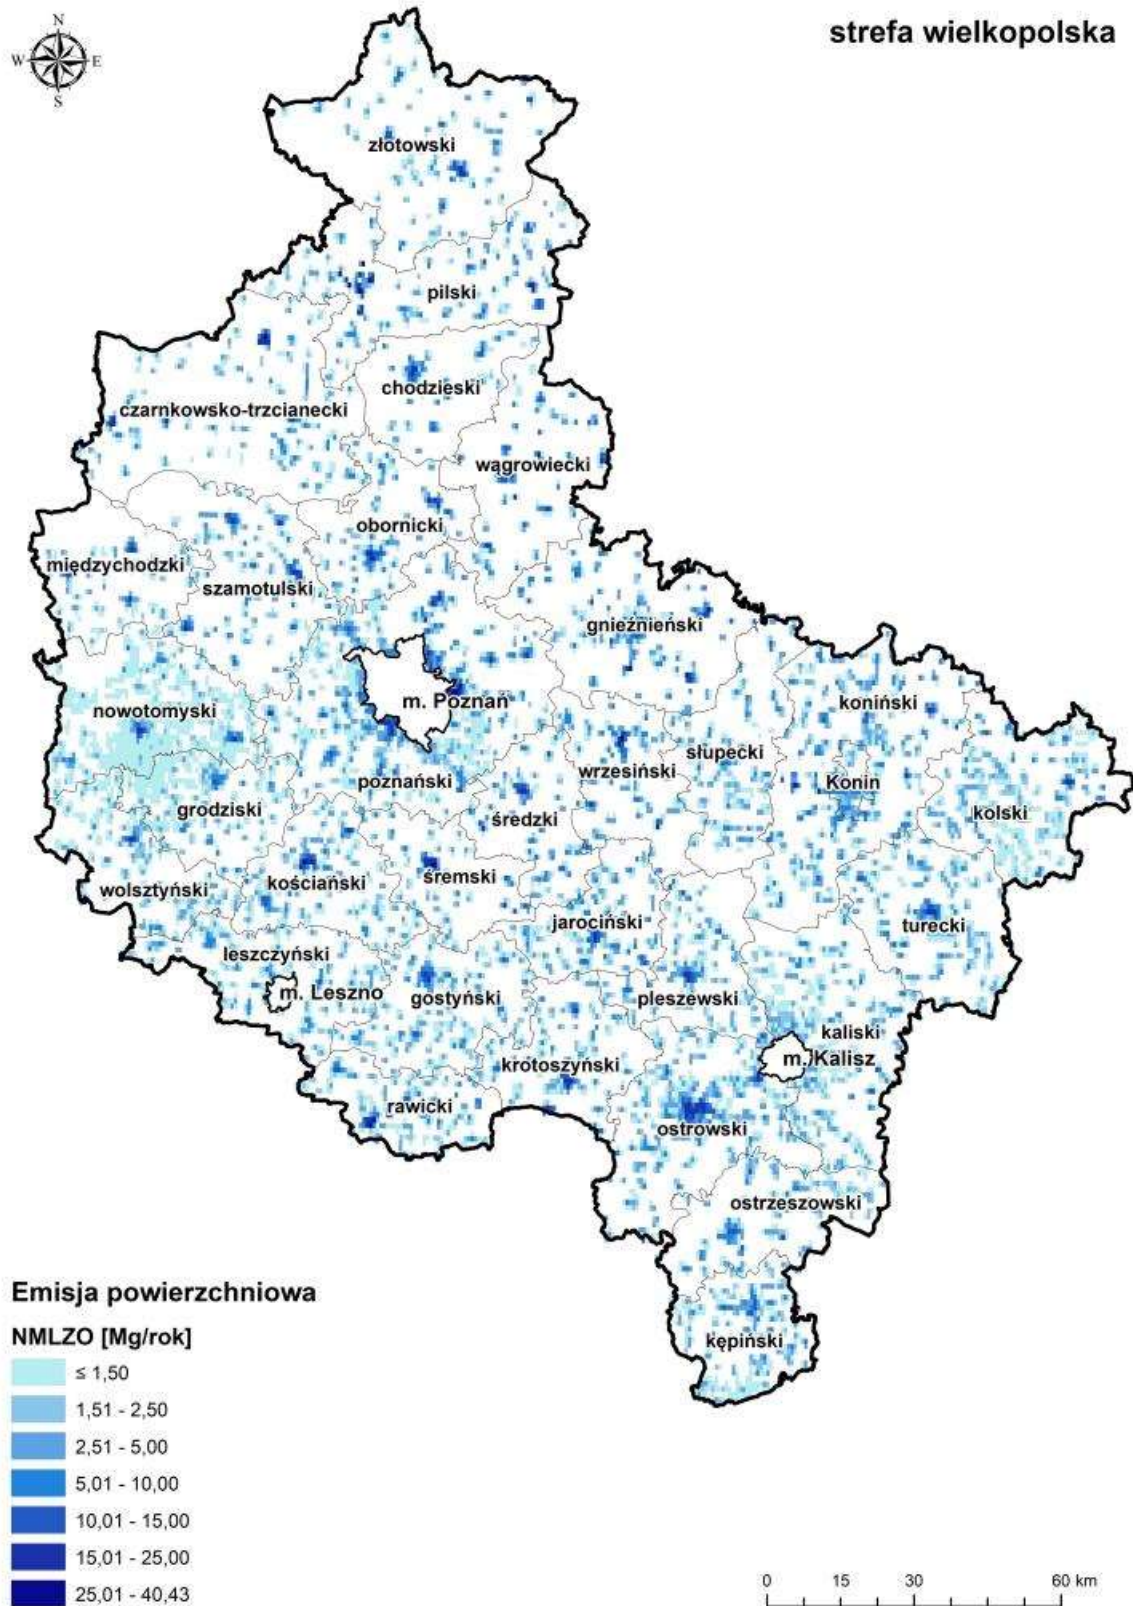 strefa wielkopolska
N
W E
S
złotowski
pilski
chodzieski
czarnkowsko-trzcianecki
wągrowiecki
obornicki
międzychodzki
szamotulski
gnieźnieński
m. Poznań
koniński
nowotomyski
słupecki
wrzesiński
poznański
Konin
grodziski
średzki
kolski
kościański
śremski
wolsztyński
jarociński
turecki
leszczyński
m. Leszno
gostyński
pleszewski
kaliski
m. Kalisz
krotoszyński
rawicki
ostrowski
ostrzeszowski
kępiński
Emisja powierzchniowa
NMLZO [Mg/rok]
≤ 1,50
1,51 - 2,50
2,51 - 5,00
5,01 - 10,00
10,01 - 15,00
15,01 - 25,00
25,01 - 40,43
0 15 30 60 km